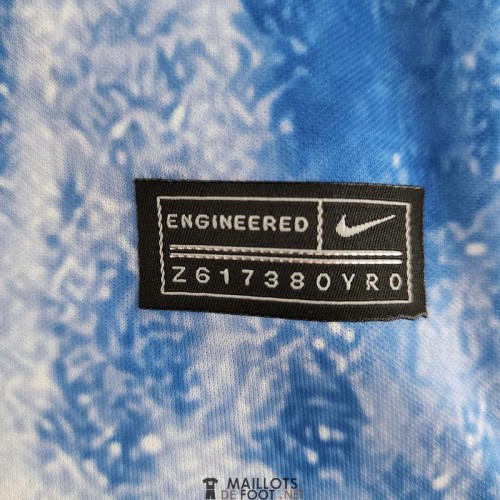 ENGINEERED
Z617380YR0
MAILLOTS
DE FOOT.NET